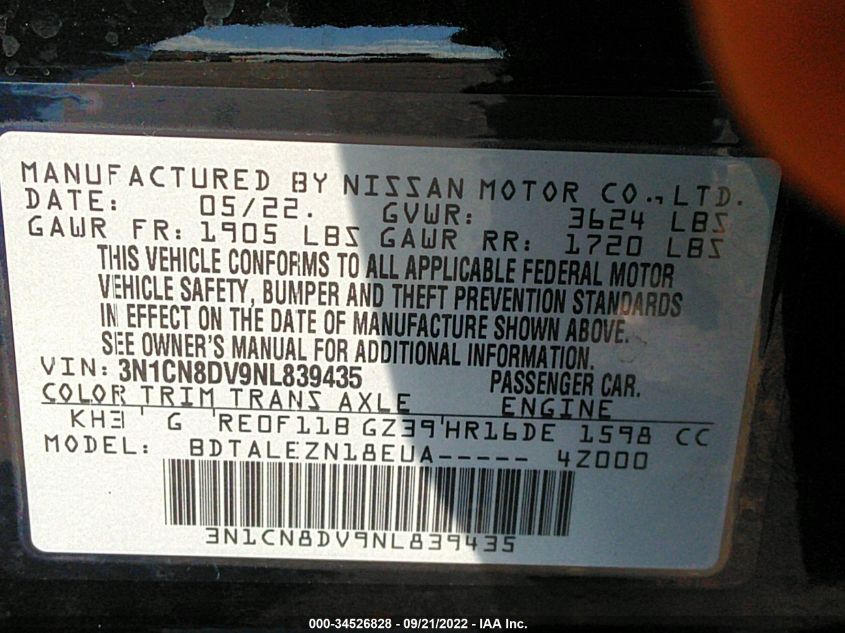 MANUFACTURED BY NISSAN MOTOR CO., LTD.
DATE: 05/22. GVWR: 3624 LBS
GAWR FR: 1905 LBS GAWR RR: 1720 LBS
THIS VEHICLE CONFORMS TO ALL APPLICABLE FEDERAL MOTOR
VEHICLE SAFETY, BUMPER AND THEFT PREVENTION STANDARDS
IN EFFECT ON THE DATE OF MANUFACTURE SHOWN ABOVE.
SEE OWNER'S MANUAL FOR ADDITIONAL INFORMATION.
VIN: 3N1CN8DV9NL839435 PASSENGER CAR.
COLOR TRIM TRANS AXLE ENGINE
KH3 ' G ' RE0F11B GZ39 ' HR16DE 1598 CC
MODEL: BDTALEZN18EUA----- 4Z000
3N1CN8DV9NL839435
000-34526828 - 09/21/2022 - IAA Inc.